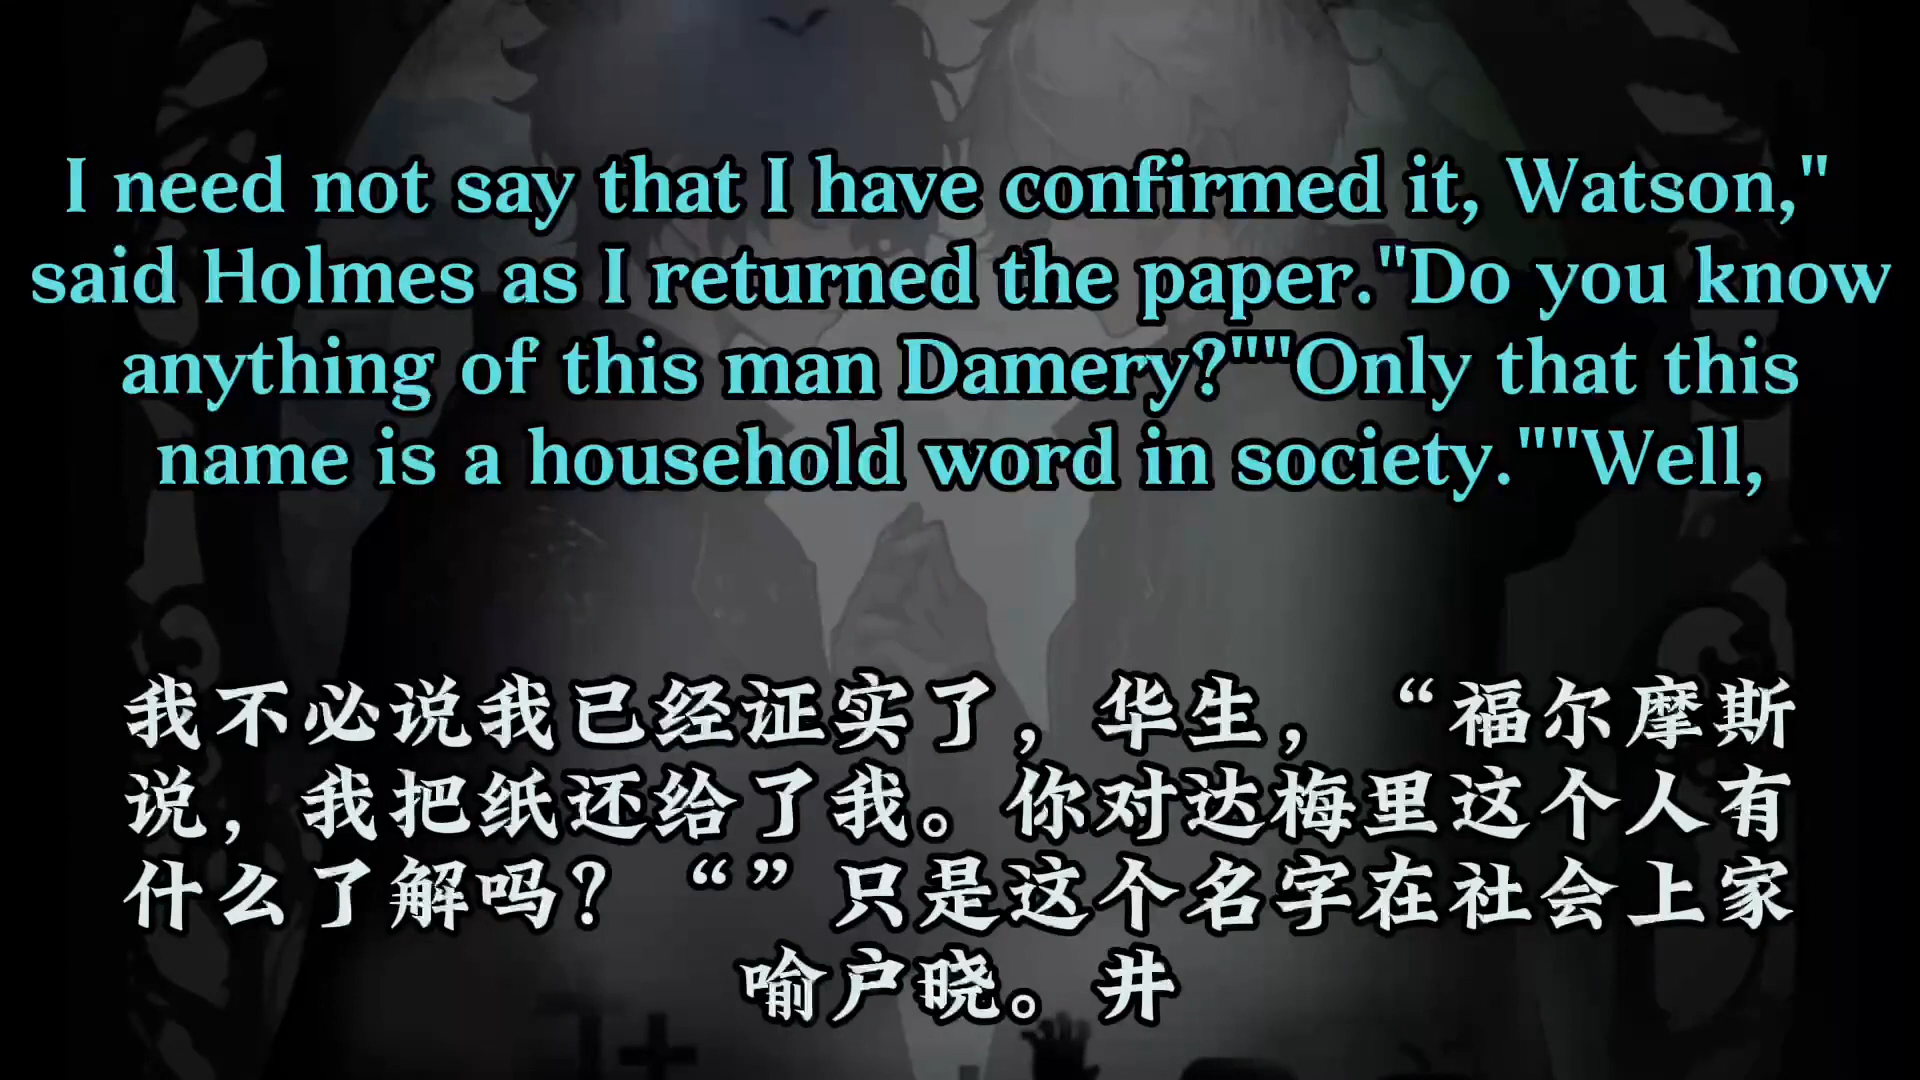 I need not say that I have confirmed it, Watson,"
said Holmes as I returned the paper."Do you know
anything of this man Damery?""Only that this
name is a household word in society.""Well,
我不必说我已经证实了，华生，“福尔摩斯
说，我把纸还给了我。你对达梅里这个人有
什么了解吗？“”只是这个名字在社会上家
喻户晓。井